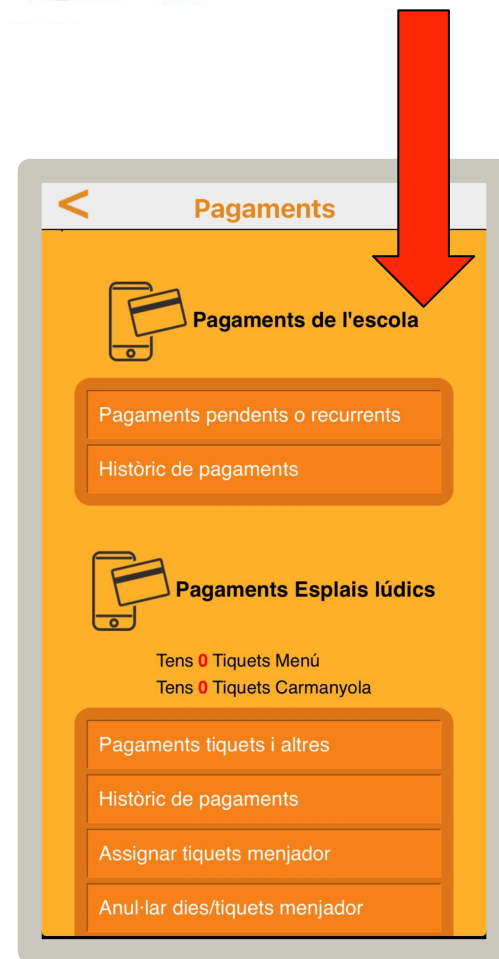 <
Pagaments
Pagaments de l'escola
Pagaments pendents o recurrents
Històric de pagaments
Pagaments Esplais lúdics
Tens 0 Tiquets Menú
Tens 0 Tiquets Carmanyola
Pagaments tiquets i altres
Històric de pagaments
Assignar tiquets menjador
Anul·lar dies/tiquets menjador